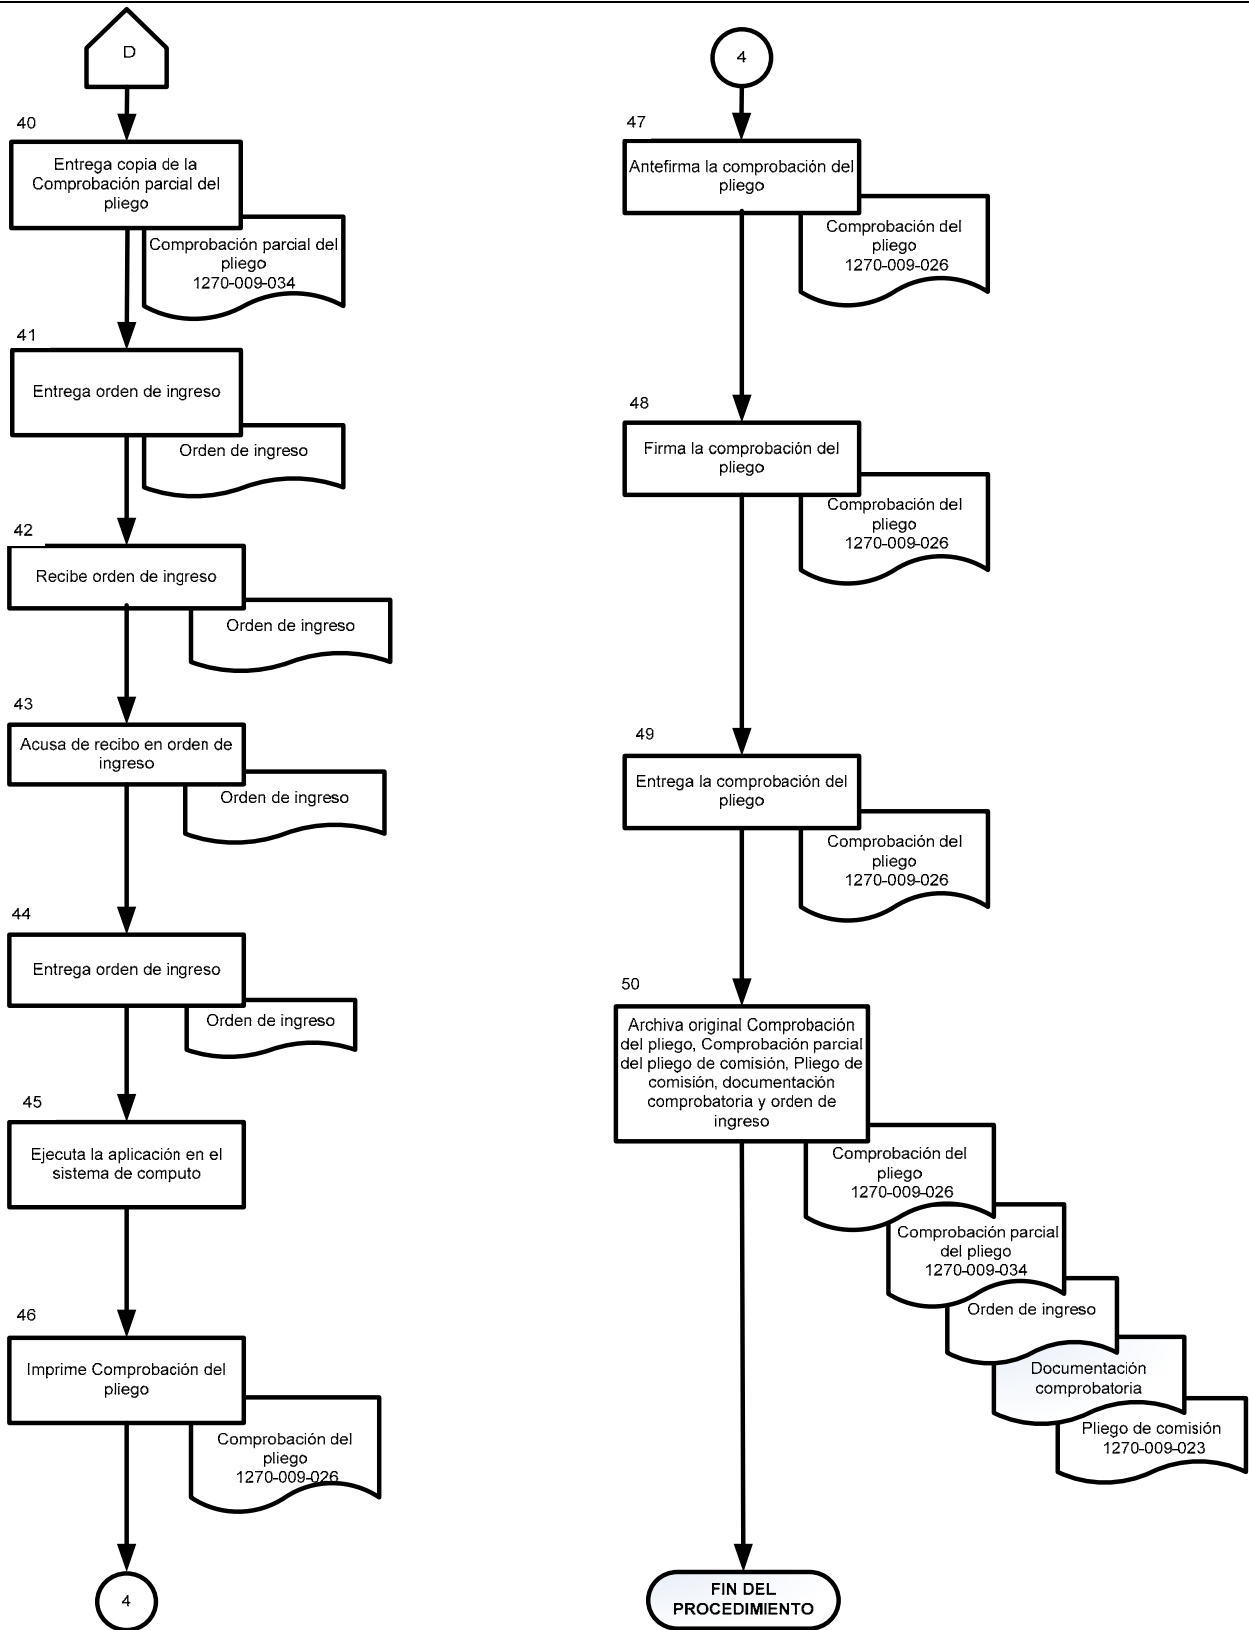 D
40
Entrega copia de la
Comprobación parcial del
pliego
Comprobación parcial del
pliego
1270-009-034
41
Entrega orden de ingreso
Orden de ingreso
42
Recibe orden de ingreso
Orden de ingreso
43
Acusa de recibo en orden de
ingreso
Orden de ingreso
44
Entrega orden de ingreso
Orden de ingreso
45
Ejecuta la aplicación en el
sistema de computo
46
Imprime Comprobación del
pliego
Comprobación del
pliego
1270-009-026
4
4
47
Antefirma la comprobación del
pliego
Comprobación del
pliego
1270-009-026
48
Firma la comprobación del
pliego
Comprobación del
pliego
1270-009-026
49
Entrega la comprobación del
pliego
Comprobación del
pliego
1270-009-026
50
Archiva original Comprobación
del pliego, Comprobación parcial
del pliego de comisión, Pliego de
comisión, documentación
comprobatoria y orden de
ingreso
Comprobación del
pliego
1270-009-026
Comprobación parcial
del pliego
1270-009-034
Orden de ingreso
Documentación
comprobatoria
Pliego de comisión
1270-009-023
FIN DEL
PROCEDIMIENTO